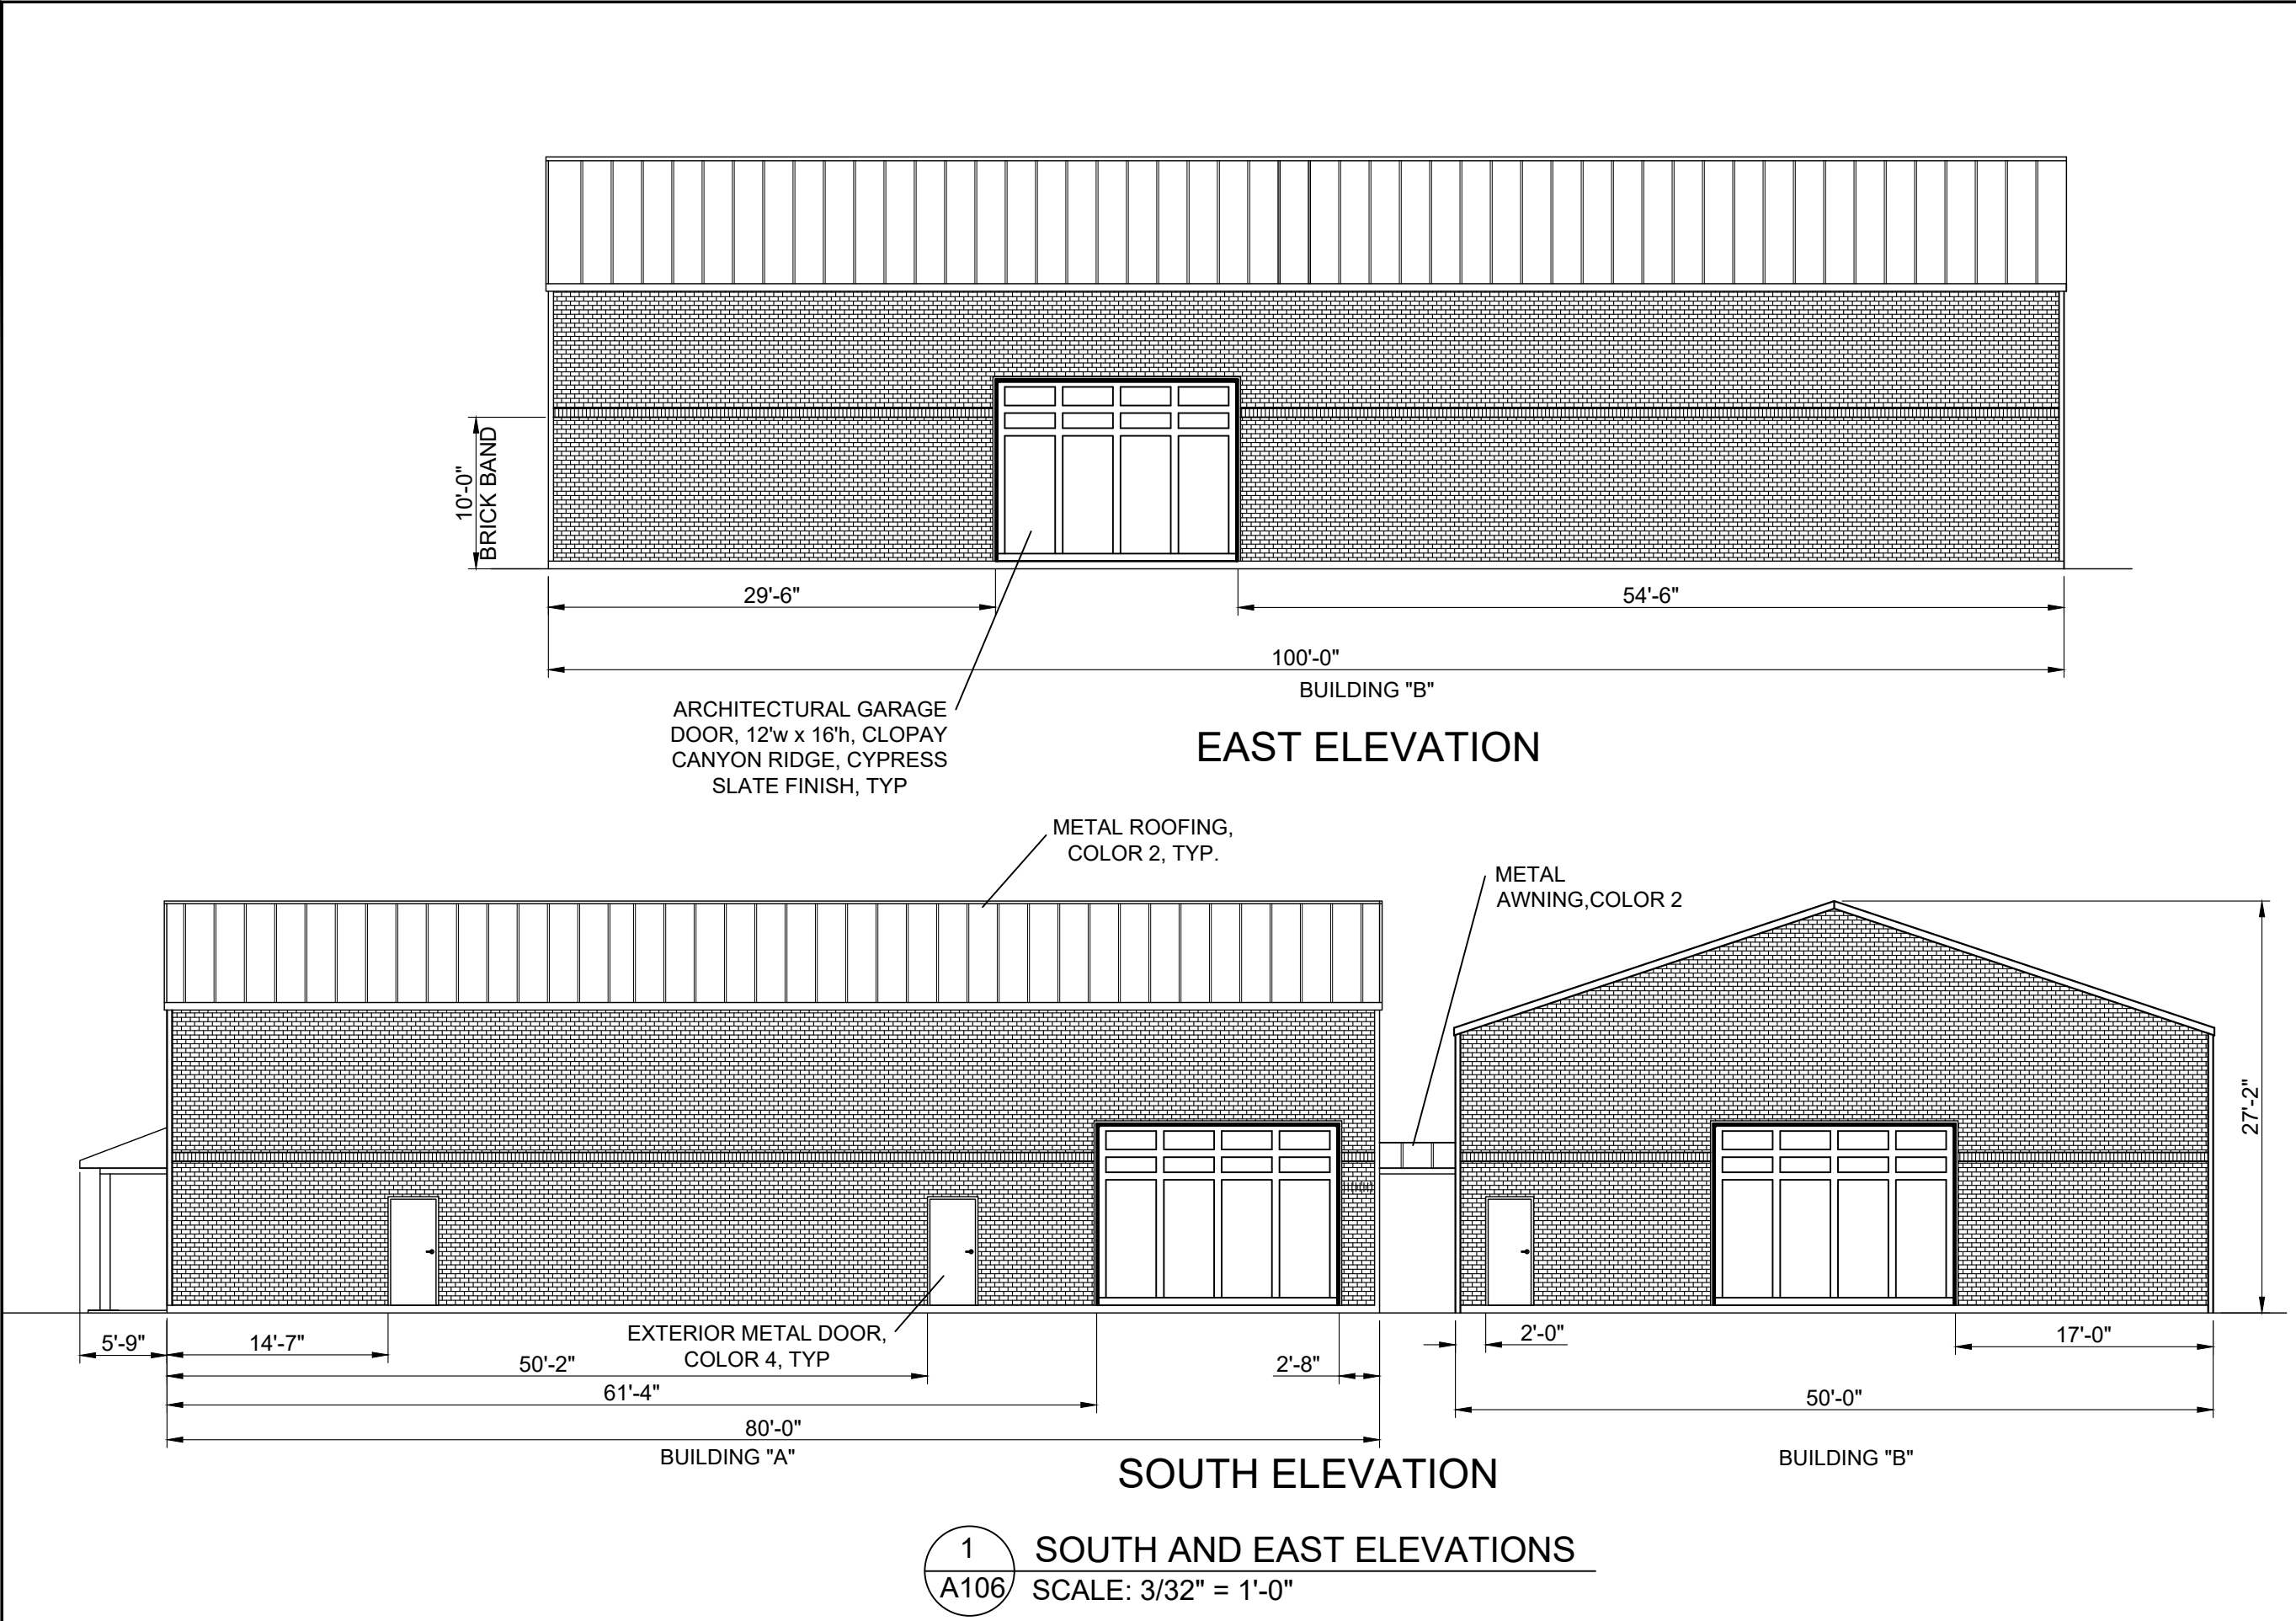 10'-0"
BRICK BAND
29'-6"
54'-6"
100'-0"
BUILDING "B"
ARCHITECTURAL GARAGE
DOOR, 12'w x 16'h, CLOPAY
CANYON RIDGE, CYPRESS
SLATE FINISH, TYP
EAST ELEVATION
METAL ROOFING,
COLOR 2, TYP.
METAL
AWNING,COLOR 2
27'-2"
5'-9"
14'-7"
EXTERIOR METAL DOOR,
COLOR 4, TYP
50'-2"
2'-8"
61'-4"
80'-0"
BUILDING "A"
2'-0"
17'-0"
50'-0"
BUILDING "B"
SOUTH ELEVATION
1
A106
SOUTH AND EAST ELEVATIONS
SCALE: 3/32" = 1'-0"